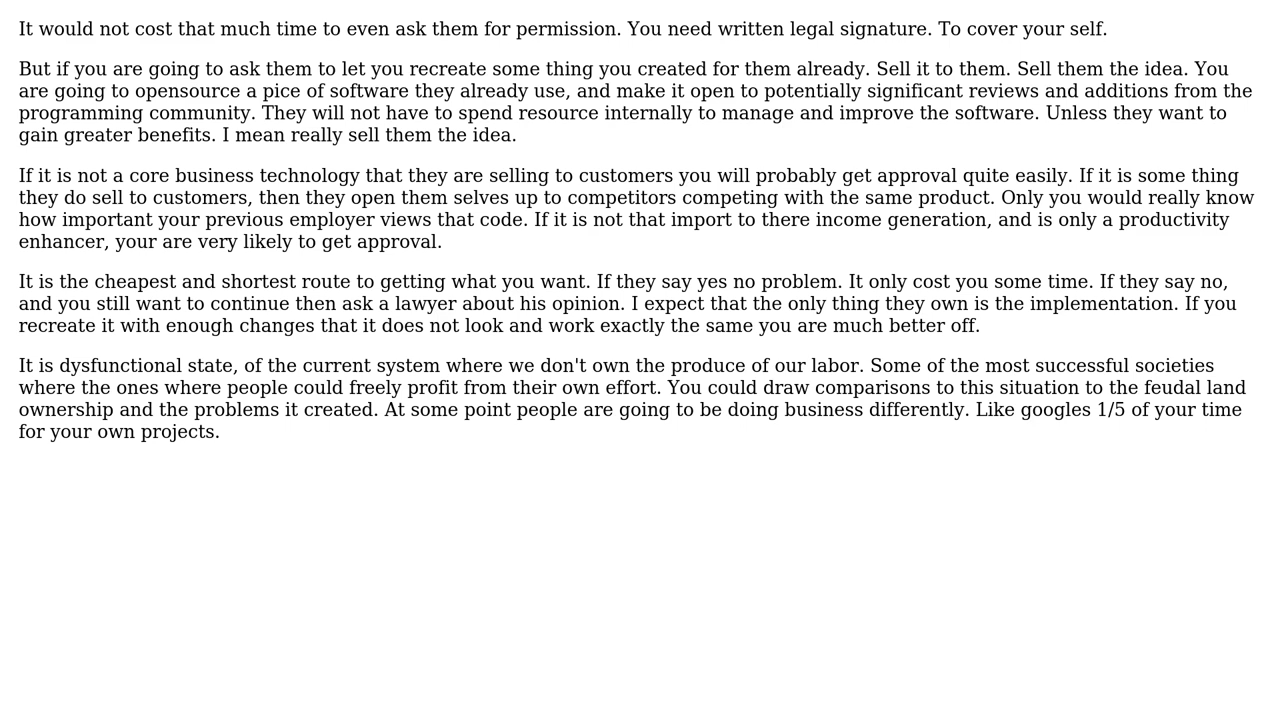 It would not cost that much time to even ask them for permission. You need written legal signature. To cover your self.
But if you are going to ask them to let you recreate some thing you created for them already. Sell it to them. Sell them the idea. You
are going to opensource a pice of software they already use, and make it open to potentially significant reviews and additions from the
programming community. They will not have to spend resource internally to manage and improve the software. Unless they want to
gain greater benefits. I mean really sell them the idea.
If it is not a core business technology that they are selling to customers you will probably get approval quite easily. If it is some thing
they do sell to customers, then they open them selves up to competitors competing with the same product. Only you would really know
how important your previous employer views that code. If it is not that import to there income generation, and is only a productivity
enhancer, your are very likely to get approval.
It is the cheapest and shortest route to getting what you want. If they say yes no problem. It only cost you some time. If they say no,
and you still want to continue then ask a lawyer about his opinion. I expect that the only thing they own is the implementation. If you
recreate it with enough changes that it does not look and work exactly the same you are much better off.
It is dysfunctional state, of the current system where we don't own the produce of our labor. Some of the most successful societies
where the ones where people could freely profit from their own effort. You could draw comparisons to this situation to the feudal land
ownership and the problems it created. At some point people are going to be doing business differently. Like googles 1/5 of your time
for your own projects.